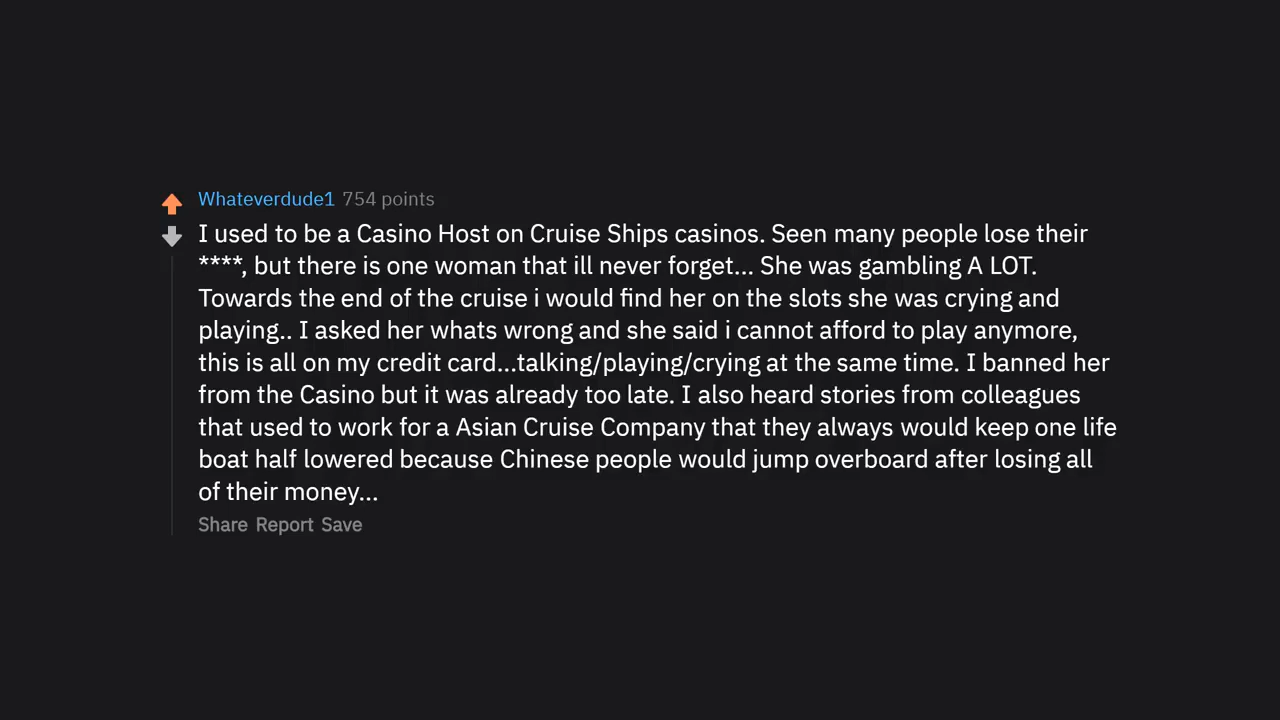 Whateverdude1 754 points
I used to be a Casino Host on Cruise Ships casinos. Seen many people lose their
****, but there is one woman that ill never forget... She was gambling A LOT.
Towards the end of the cruise i would find her on the slots she was crying and
playing.. I asked her whats wrong and she said i cannot afford to play anymore,
this is all on my credit card...talking/playing/crying at the same time. I banned her
from the Casino but it was already too late. I also heard stories from colleagues
that used to work for a Asian Cruise Company that they always would keep one life
boat half lowered because Chinese people would jump overboard after losing all
of their money...
Share Report Save